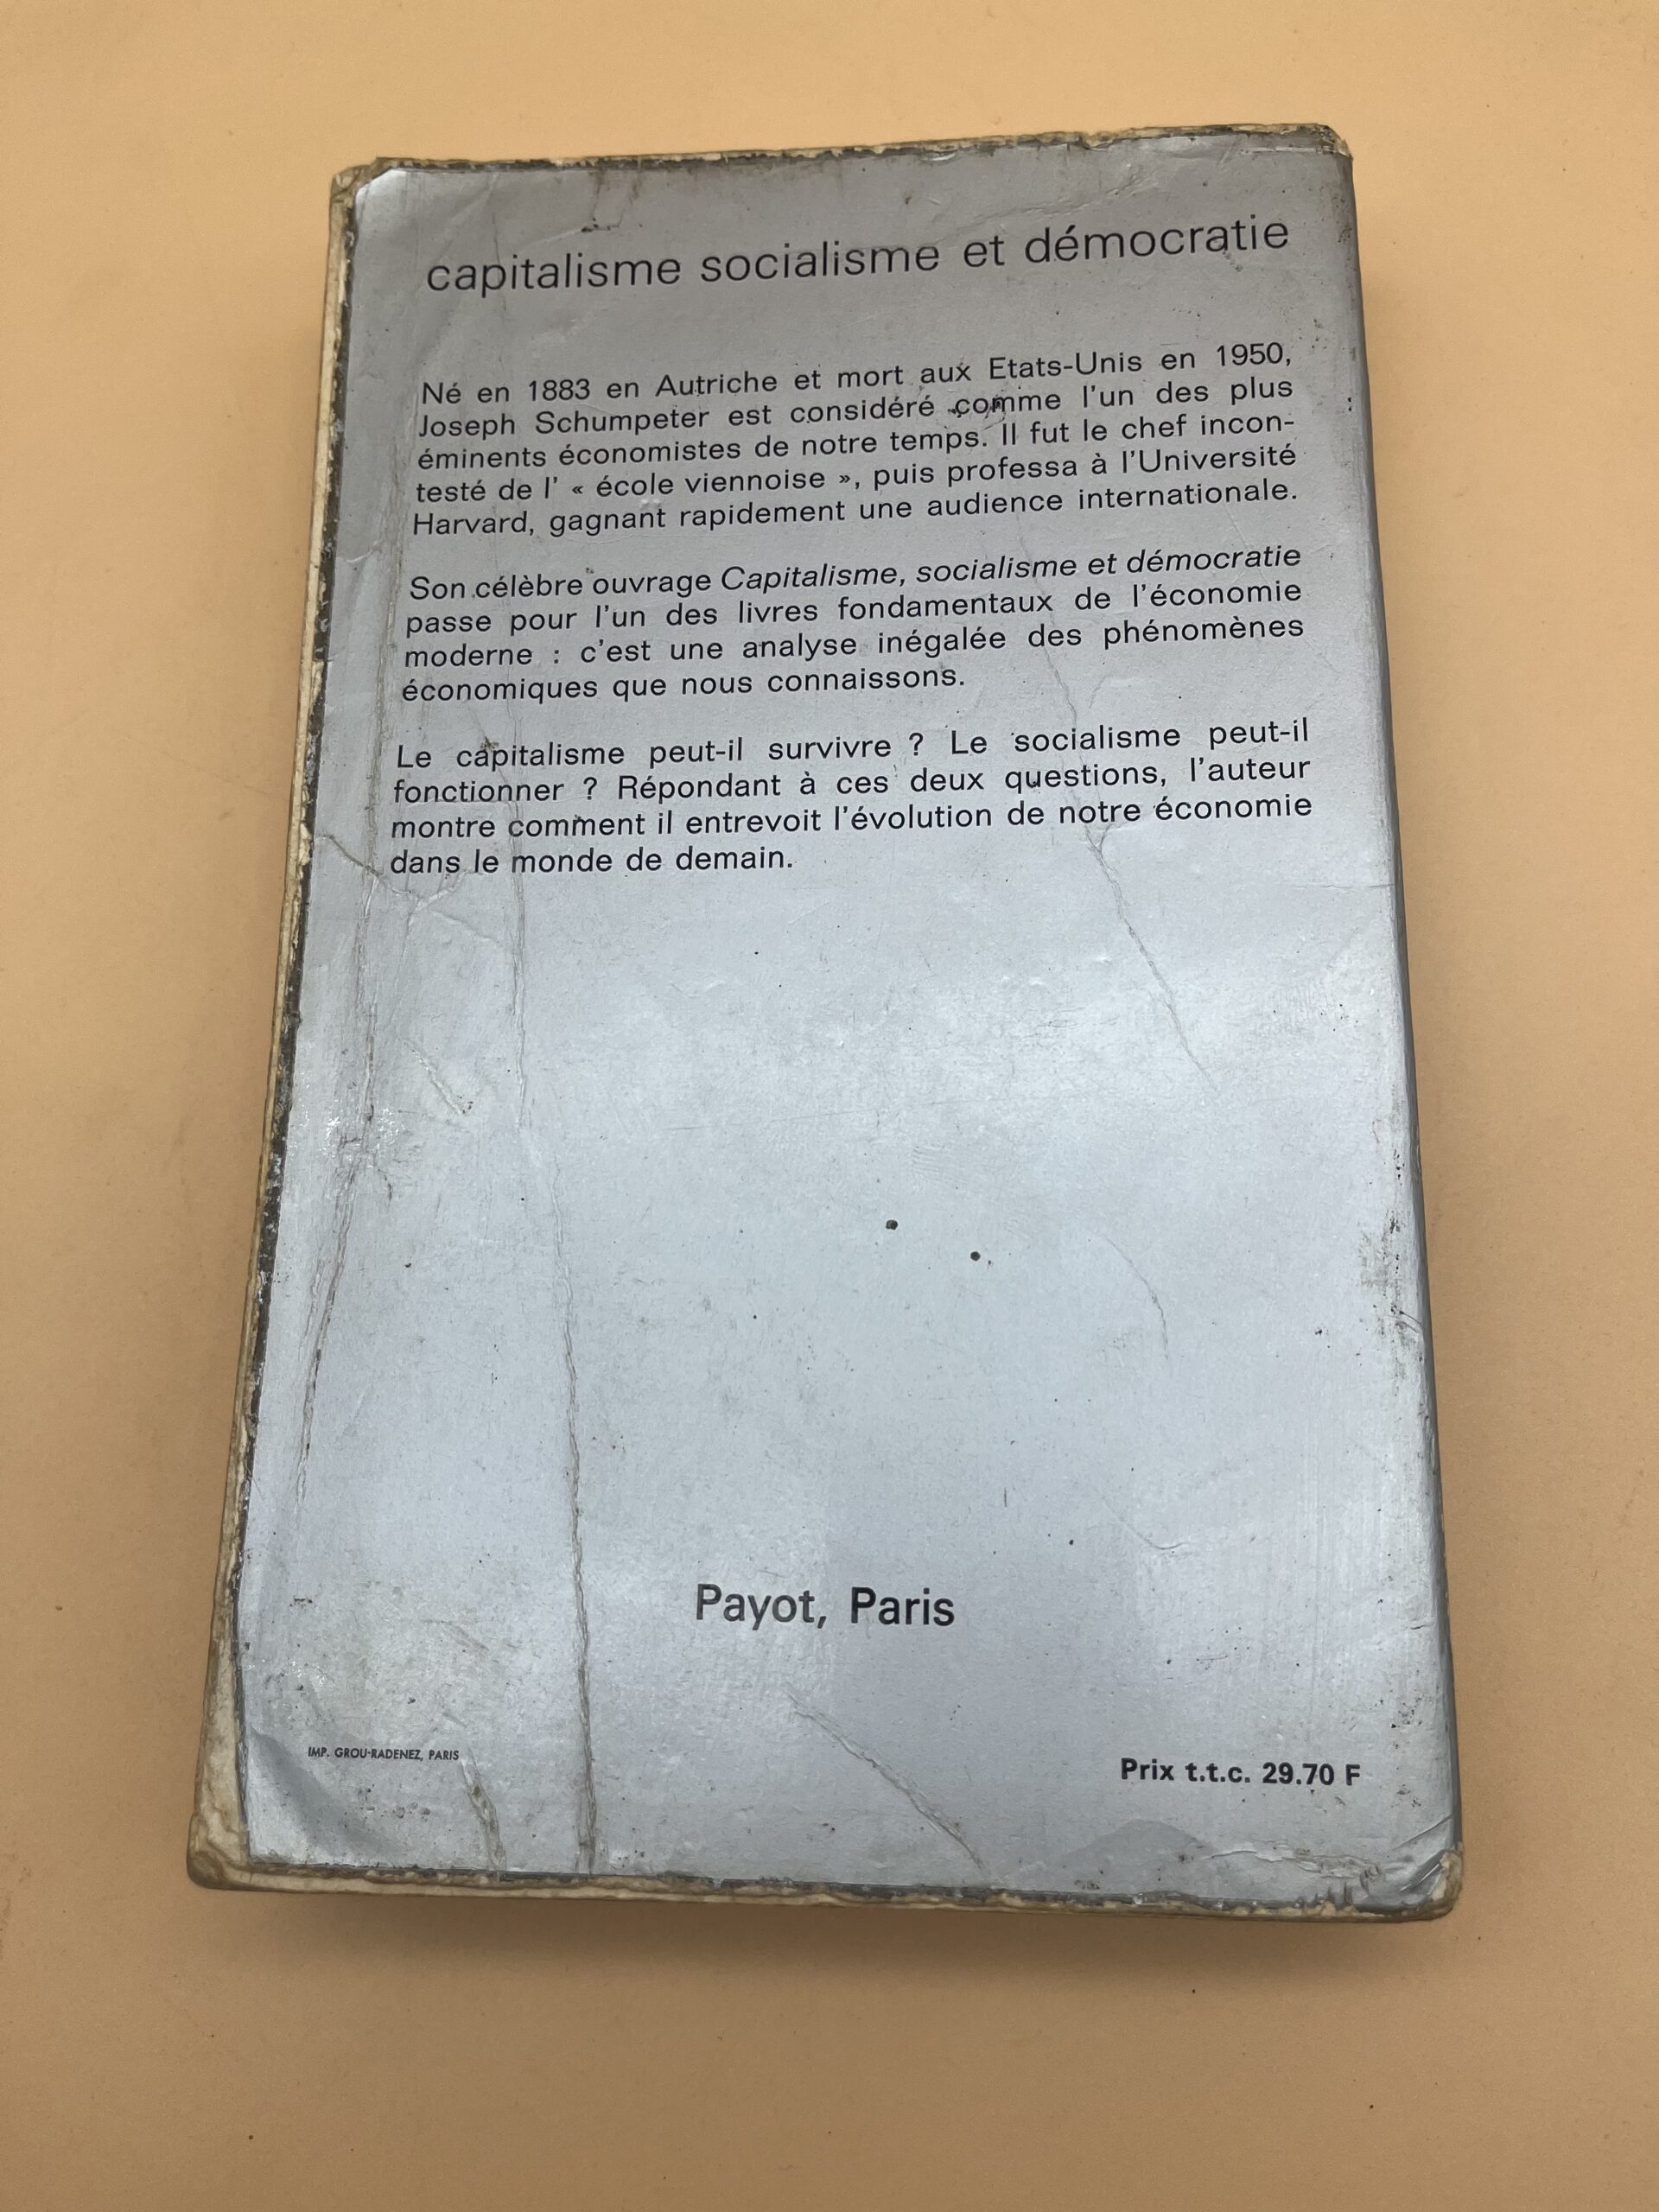 capitalisme socialisme et démocratie
Né en 1883 en Autriche et mort aux Etats-Unis en 1950,
Joseph Schumpeter est considéré comme l'un des plus
éminents économistes de notre temps. Il fut le chef incon-
testé de l' « école viennoise », puis professa à l'Université
Harvard, gagnant rapidement une audience internationale.
Son célèbre ouvrage Capitalisme, socialisme et démocratie
passe pour l'un des livres fondamentaux de l'économie
moderne : c'est une analyse inégalée des phénomènes
économiques que nous connaissons.
Le capitalisme peut-il survivre ? Le socialisme peut-il
fonctionner ? Répondant à ces deux questions, l'auteur
montre comment il entrevoit l'évolution de notre économie
dans le monde de demain.
Payot, Paris
IMP. GROU-RADENEZ, PARIS
Prix t.t.c. 29.70 F